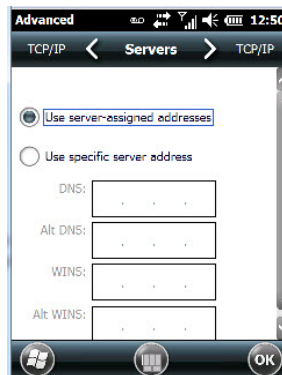 Advanced 12:50
TCP/IP Servers TCP/IP
Use server-assigned addresses
Use specific server address
DNS: . . .
Alt DNS: . . .
WINS: . . .
Alt WINS: . . .
OK